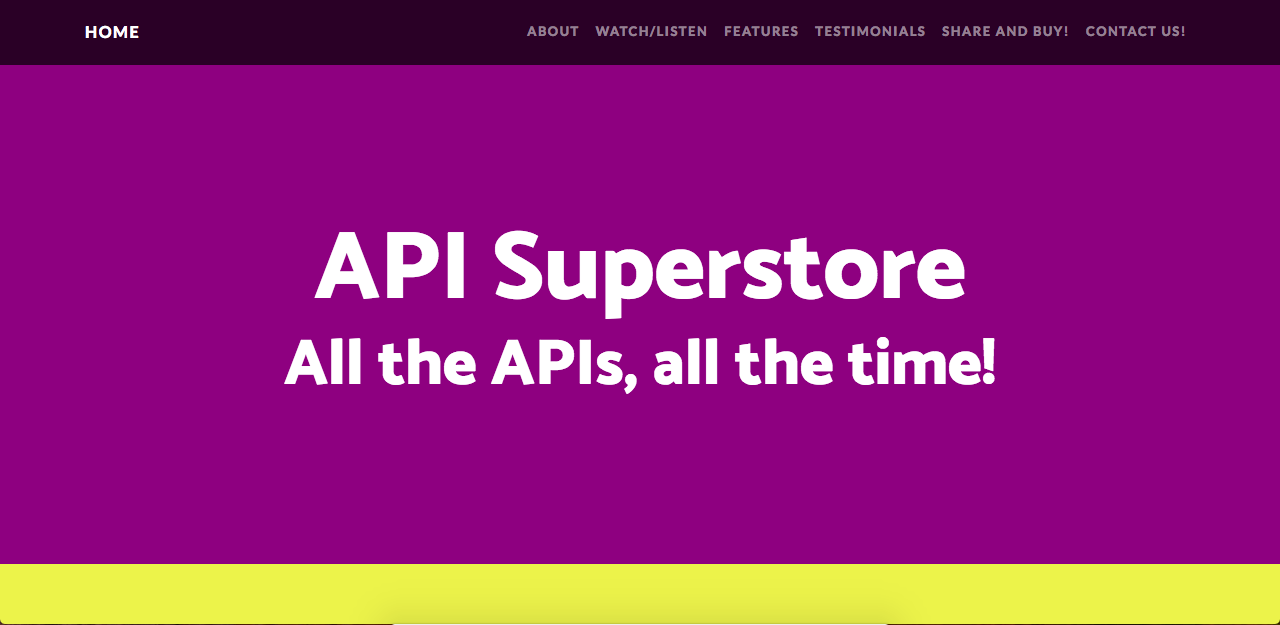 HOME ABOUT WATCH/LISTEN FEATURES TESTIMONIALS SHARE AND BUY! CONTACT US!
API Superstore
All the APIs, all the time!